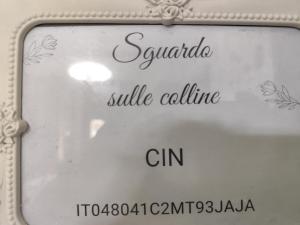 Sguardo
sulle colline
CIN
IT048041C2MT93JAJA